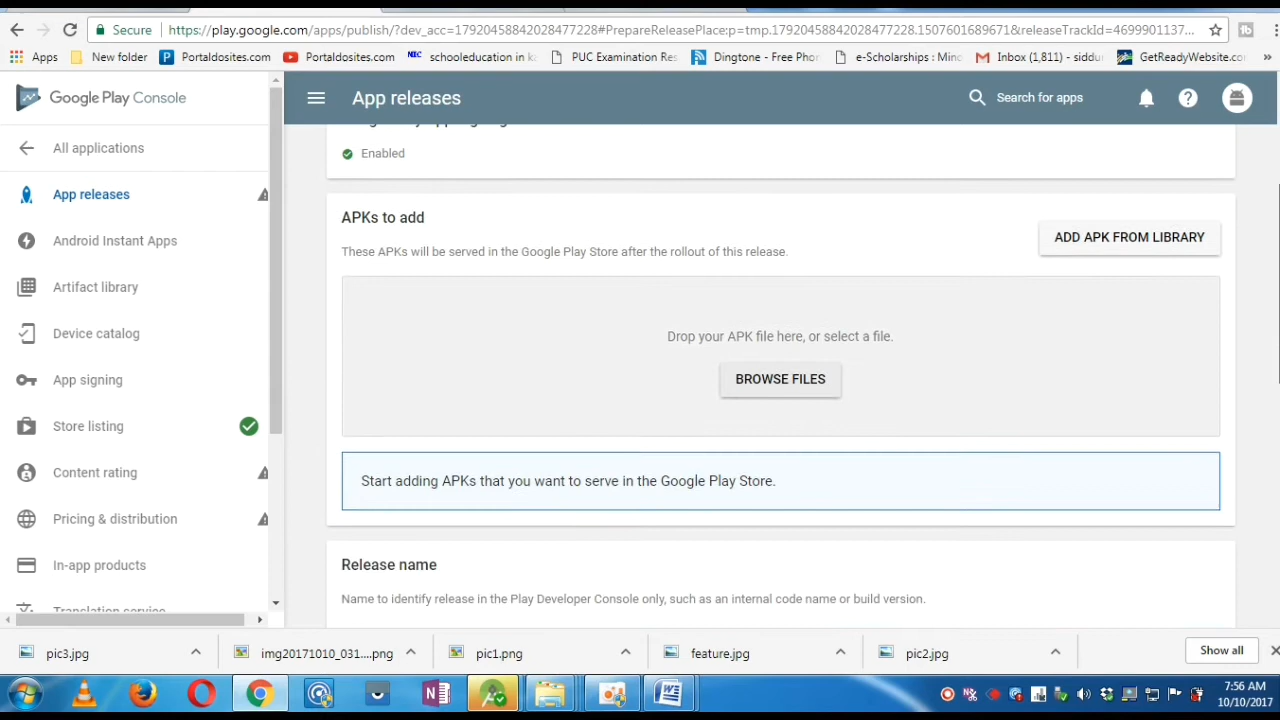 Secure
https://play.google.com/apps/publish/?dev_acc=17920458842028477228#PrepareReleasePlace:p=tmp.17920458842028477228.1507601689671&releaseTrackId=4699901137...
Apps
New folder
Portaldosites.com
Portaldosites.com
schooleducation in ka
PUC Examination Res
Dingtone - Free Phon
e-Scholarships : Mino
Inbox (1,811) - siddu
GetReadyWebsite.co
»
Google Play Console
App releases
Search for apps
All applications
Enabled
App releases
APKs to add
ADD APK FROM LIBRARY
These APKs will be served in the Google Play Store after the rollout of this release.
Android Instant Apps
Artifact library
Device catalog
Drop your APK file here, or select a file.
BROWSE FILES
App signing
Store listing
Content rating
Start adding APKs that you want to serve in the Google Play Store.
Pricing & distribution
In-app products
Release name
Name to identify release in the Play Developer Console only, such as an internal code name or build version.
Translation service
pic3.jpg
img20171010_031....png
pic1.png
feature.jpg
pic2.jpg
Show all
7:56 AM
10/10/2017